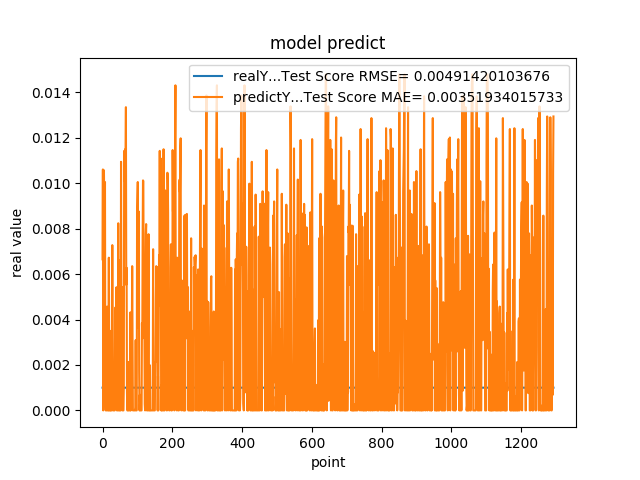 model predict
realY...Test Score RMSE= 0.00491420103676
predictY...Test Score MAE= 0.00351934015733
0.014
0.012
0.010
0.008
0.006
0.004
0.002
0.000
real value
0 200 400 600 800 1000 1200
point